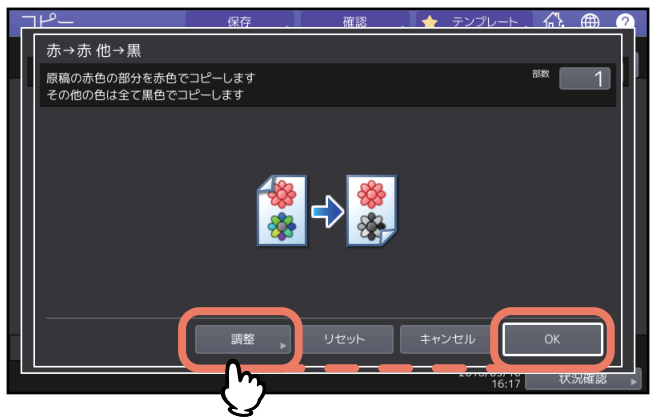 コピー
保存
確認
テンプレート
?
赤→赤 他→黒
原稿の赤色の部分を赤色でコピーします
その他の色は全て黒色でコピーします
部数
1
調整
リセット
キャンセル
OK
16:17
状況確認